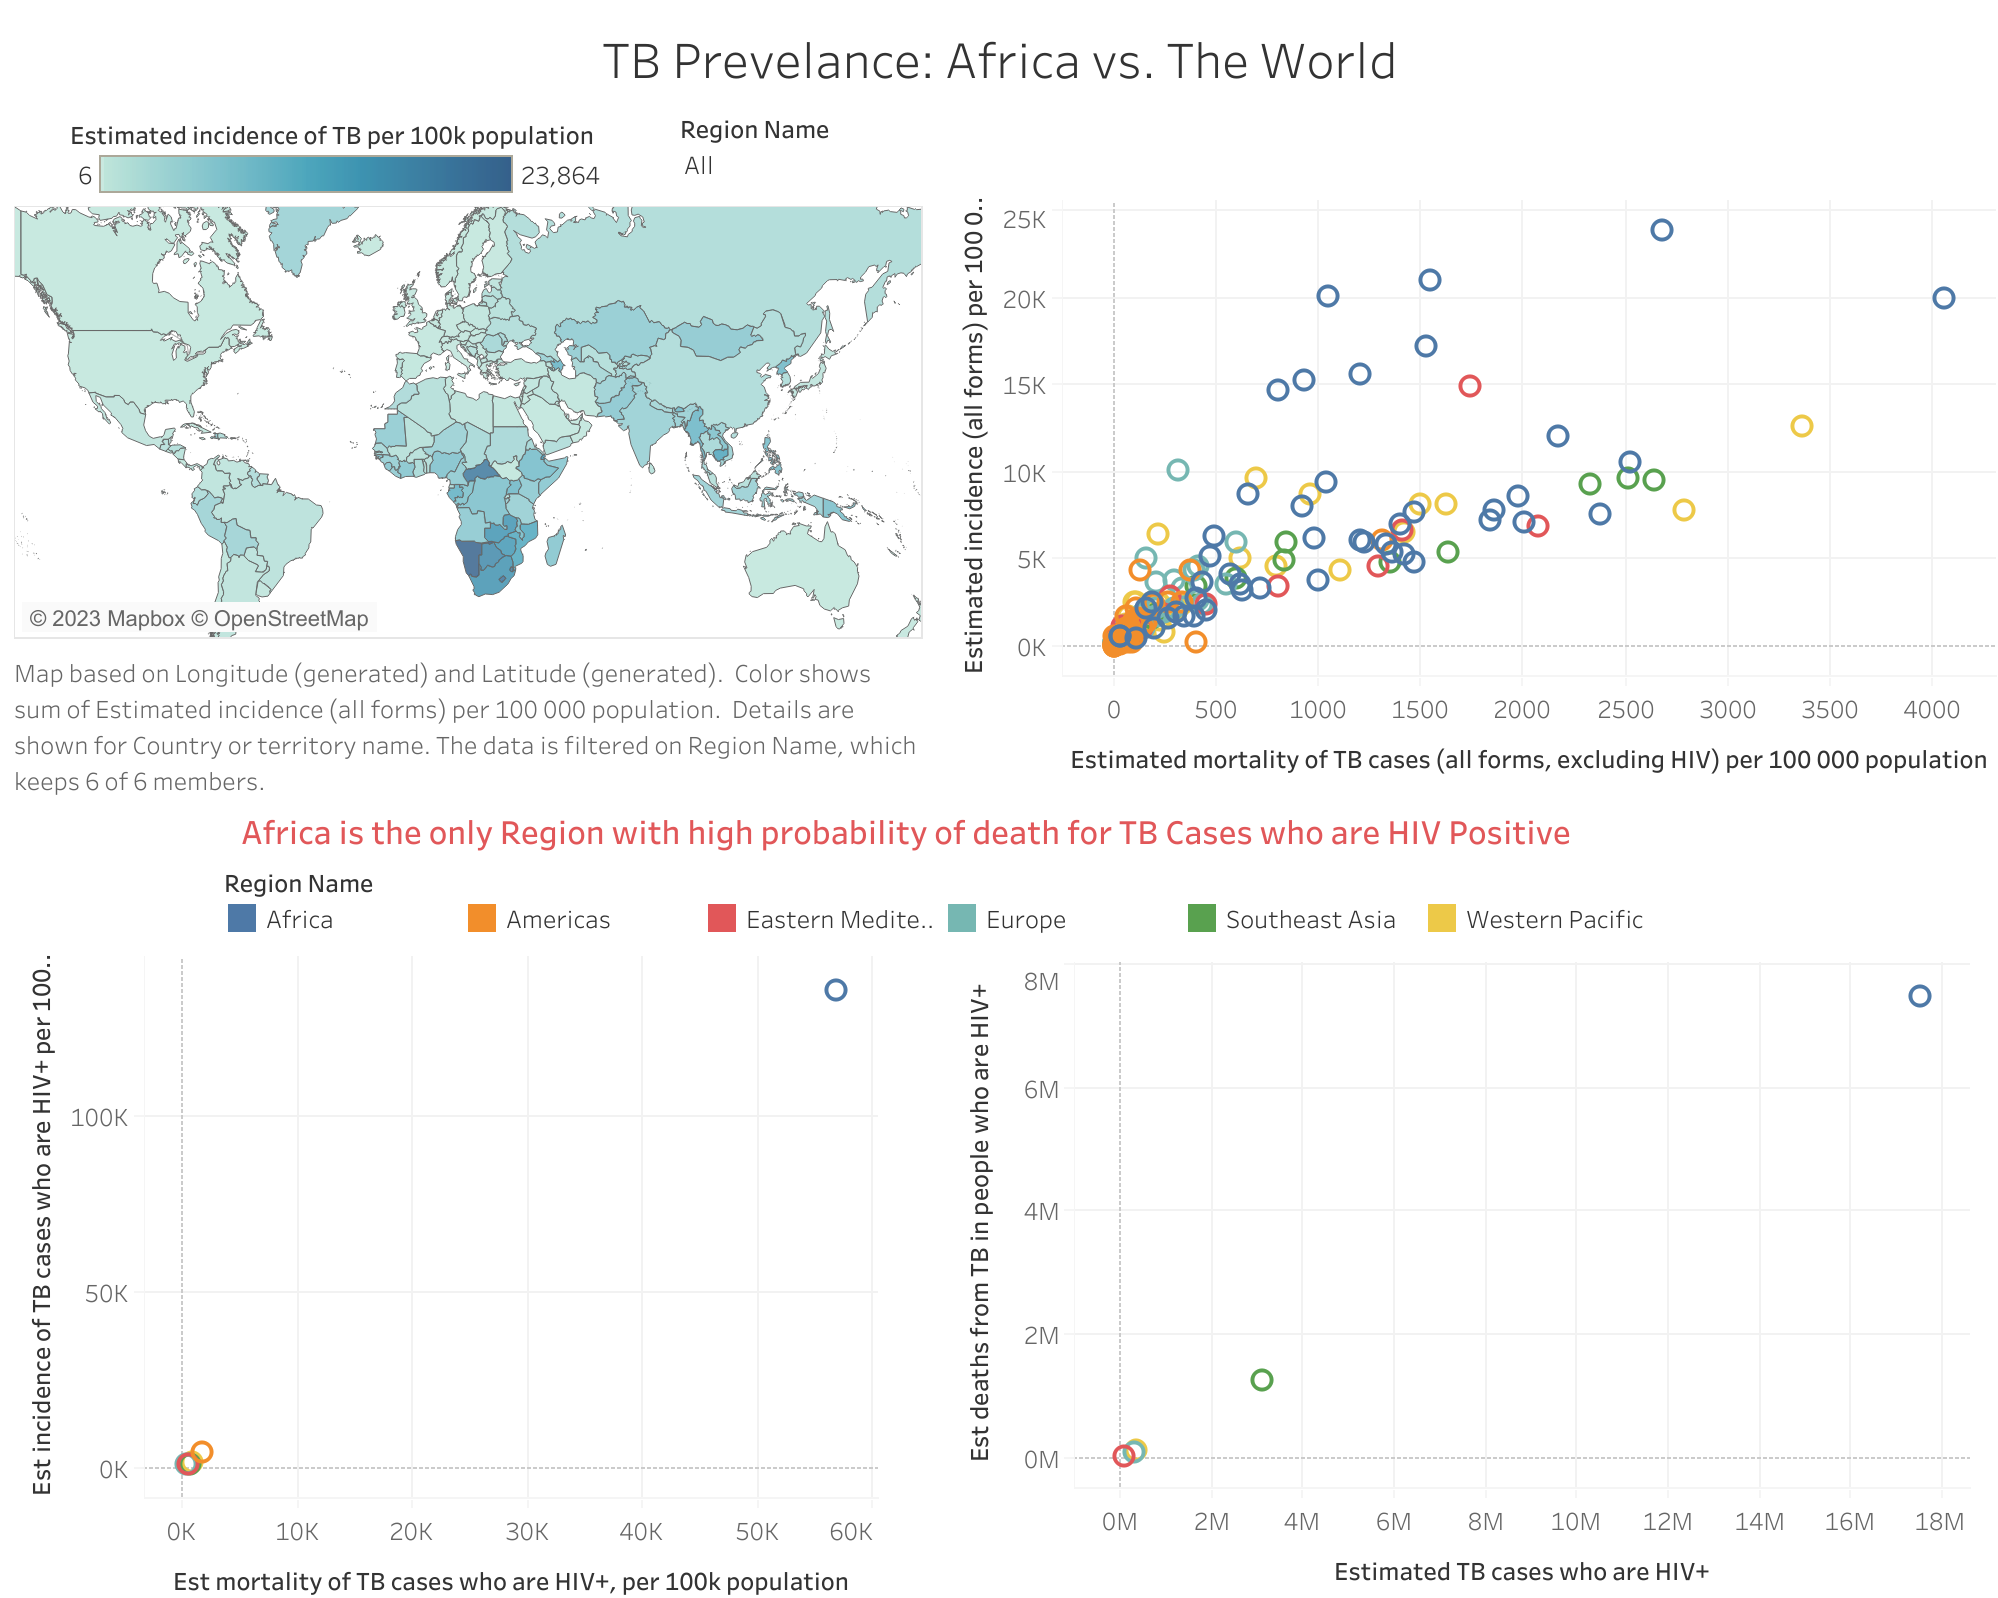 TB Prevelance: Africa vs. The World
Estimated incidence of TB per 100k population
6
23,864
Region Name
All
© 2023 Mapbox © OpenStreetMap
Map based on Longitude (generated) and Latitude (generated). Color shows
sum of Estimated incidence (all forms) per 100 000 population. Details are
shown for Country or territory name. The data is filtered on Region Name, which
keeps 6 of 6 members.
Estimated incidence (all forms) per 100 0..
25K
20K
15K
10K
5K
0K
0 500 1000 1500 2000 2500 3000 3500 4000
Estimated mortality of TB cases (all forms, excluding HIV) per 100 000 population
Africa is the only Region with high probability of death for TB Cases who are HIV Positive
Region Name
Africa Americas Eastern Medite.. Europe Southeast Asia Western Pacific
Est incidence of TB cases who are HIV+ per 100..
100K
50K
0K
0K 10K 20K 30K 40K 50K 60K
Est mortality of TB cases who are HIV+, per 100k population
Est deaths from TB in people who are HIV+
8M
6M
4M
2M
0M
0M 2M 4M 6M 8M 10M 12M 14M 16M 18M
Estimated TB cases who are HIV+